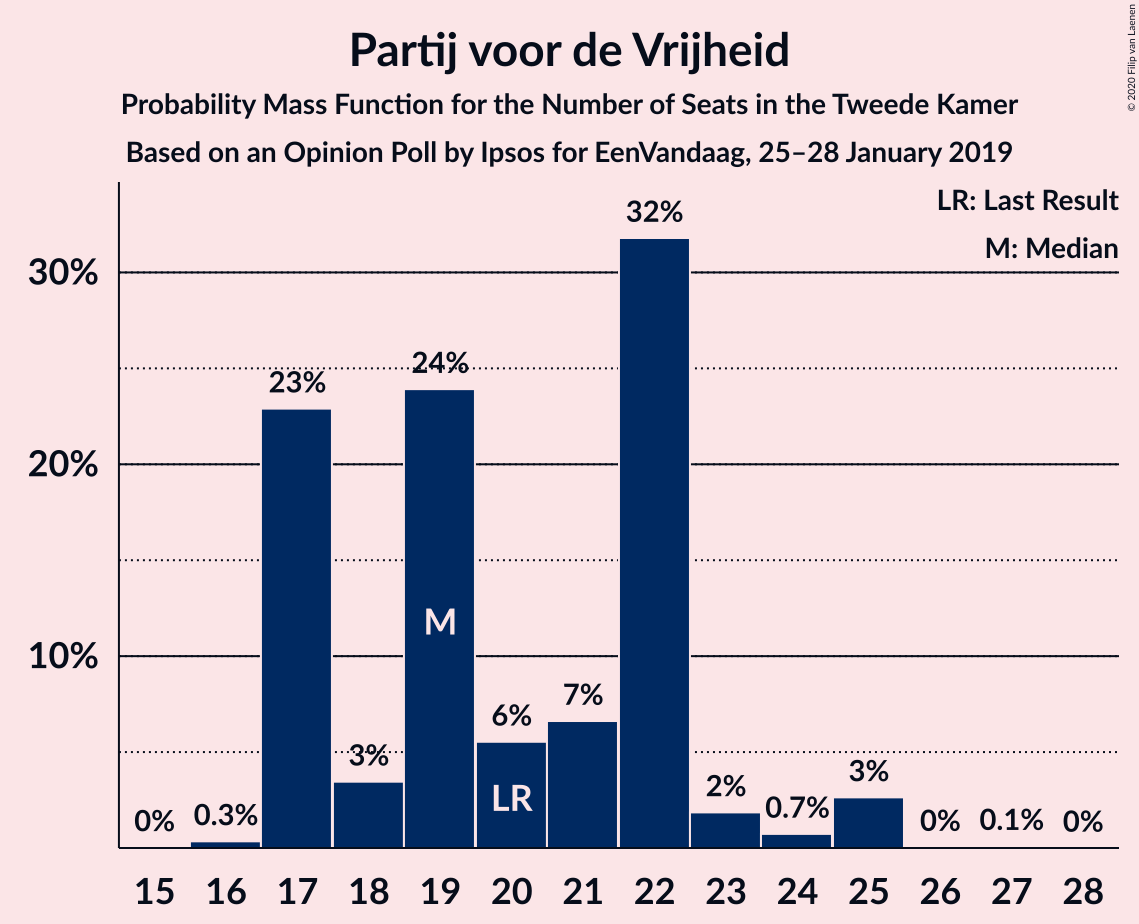 Partij voor de Vrijheid
Probability Mass Function for the Number of Seats in the Tweede Kamer
Based on an Opinion Poll by Ipsos for EenVandaag, 25–28 January 2019
© 2020 Filip van Laenen
LR: Last Result
M: Median
30%
20%
10%
0%
0.3%
23%
3%
24%
6%
7%
32%
2%
0.7%
3%
0%
0.1%
0%
M
LR
15 16 17 18 19 20 21 22 23 24 25 26 27 28